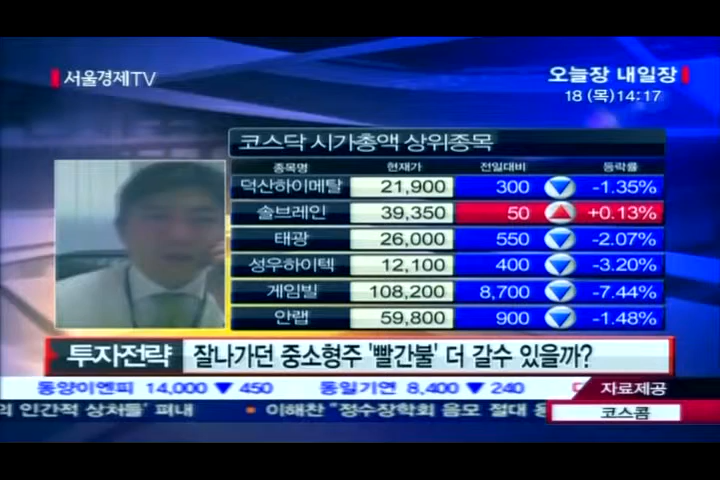 서울경제TV
오늘장 내일장
18 (목) 14:17
코스닥 시가총액 상위종목
종목명 현재가 전일대비 등락률
덕산하이메탈 21,900 300 ▼ -1.35%
솔브레인 39,350 50 ▲ +0.13%
태광 26,000 550 ▼ -2.07%
성우하이텍 12,100 400 ▼ -3.20%
게임빌 108,200 8,700 ▼ -7.44%
안랩 59,800 900 ▼ -1.48%
투자전략 잘나가던 중소형주 '빨간불' 더 갈수 있을까?
동양이엔피 14,000 ▼ 450 동일기연 8,400 ▼ 240
자료제공
의 인간적 상처들' 펴내 • 이해찬 "정수장학회 음모 절대
코스콤